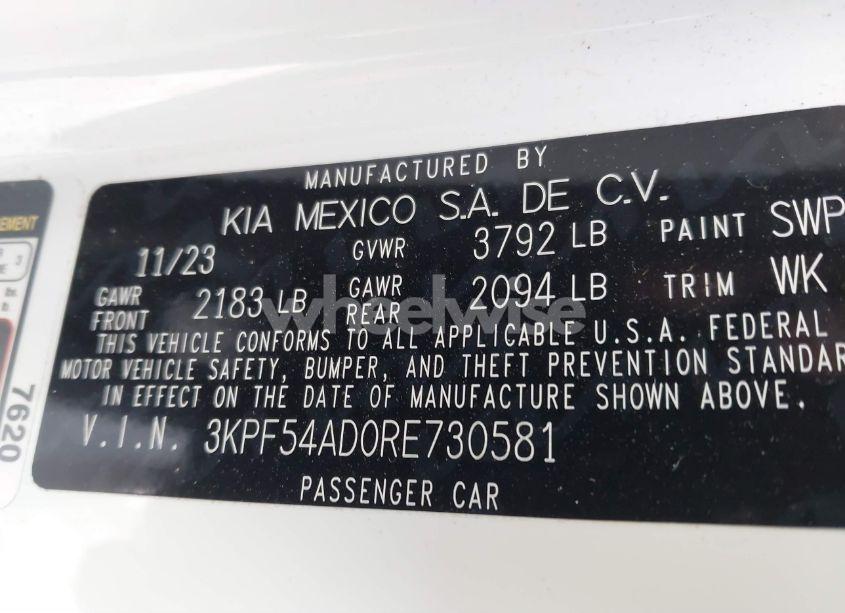 MANUFACTURED BY
KIA MEXICO S.A. DE C.V.
11/23 GVWR 3792 LB PAINT SWP
GAWR FRONT 2183 LB GAWR REAR 2094 LB TRIM WK
THIS VEHICLE CONFORMS TO ALL APPLICABLE U.S.A. FEDERAL
MOTOR VEHICLE SAFETY, BUMPER, AND THEFT PREVENTION STANDAR
IN EFFECT ON THE DATE OF MANUFACTURE SHOWN ABOVE.
V.I.N. 3KPF54AD0RE730581
PASSENGER CAR
wheelwise
EMENT
3
7620